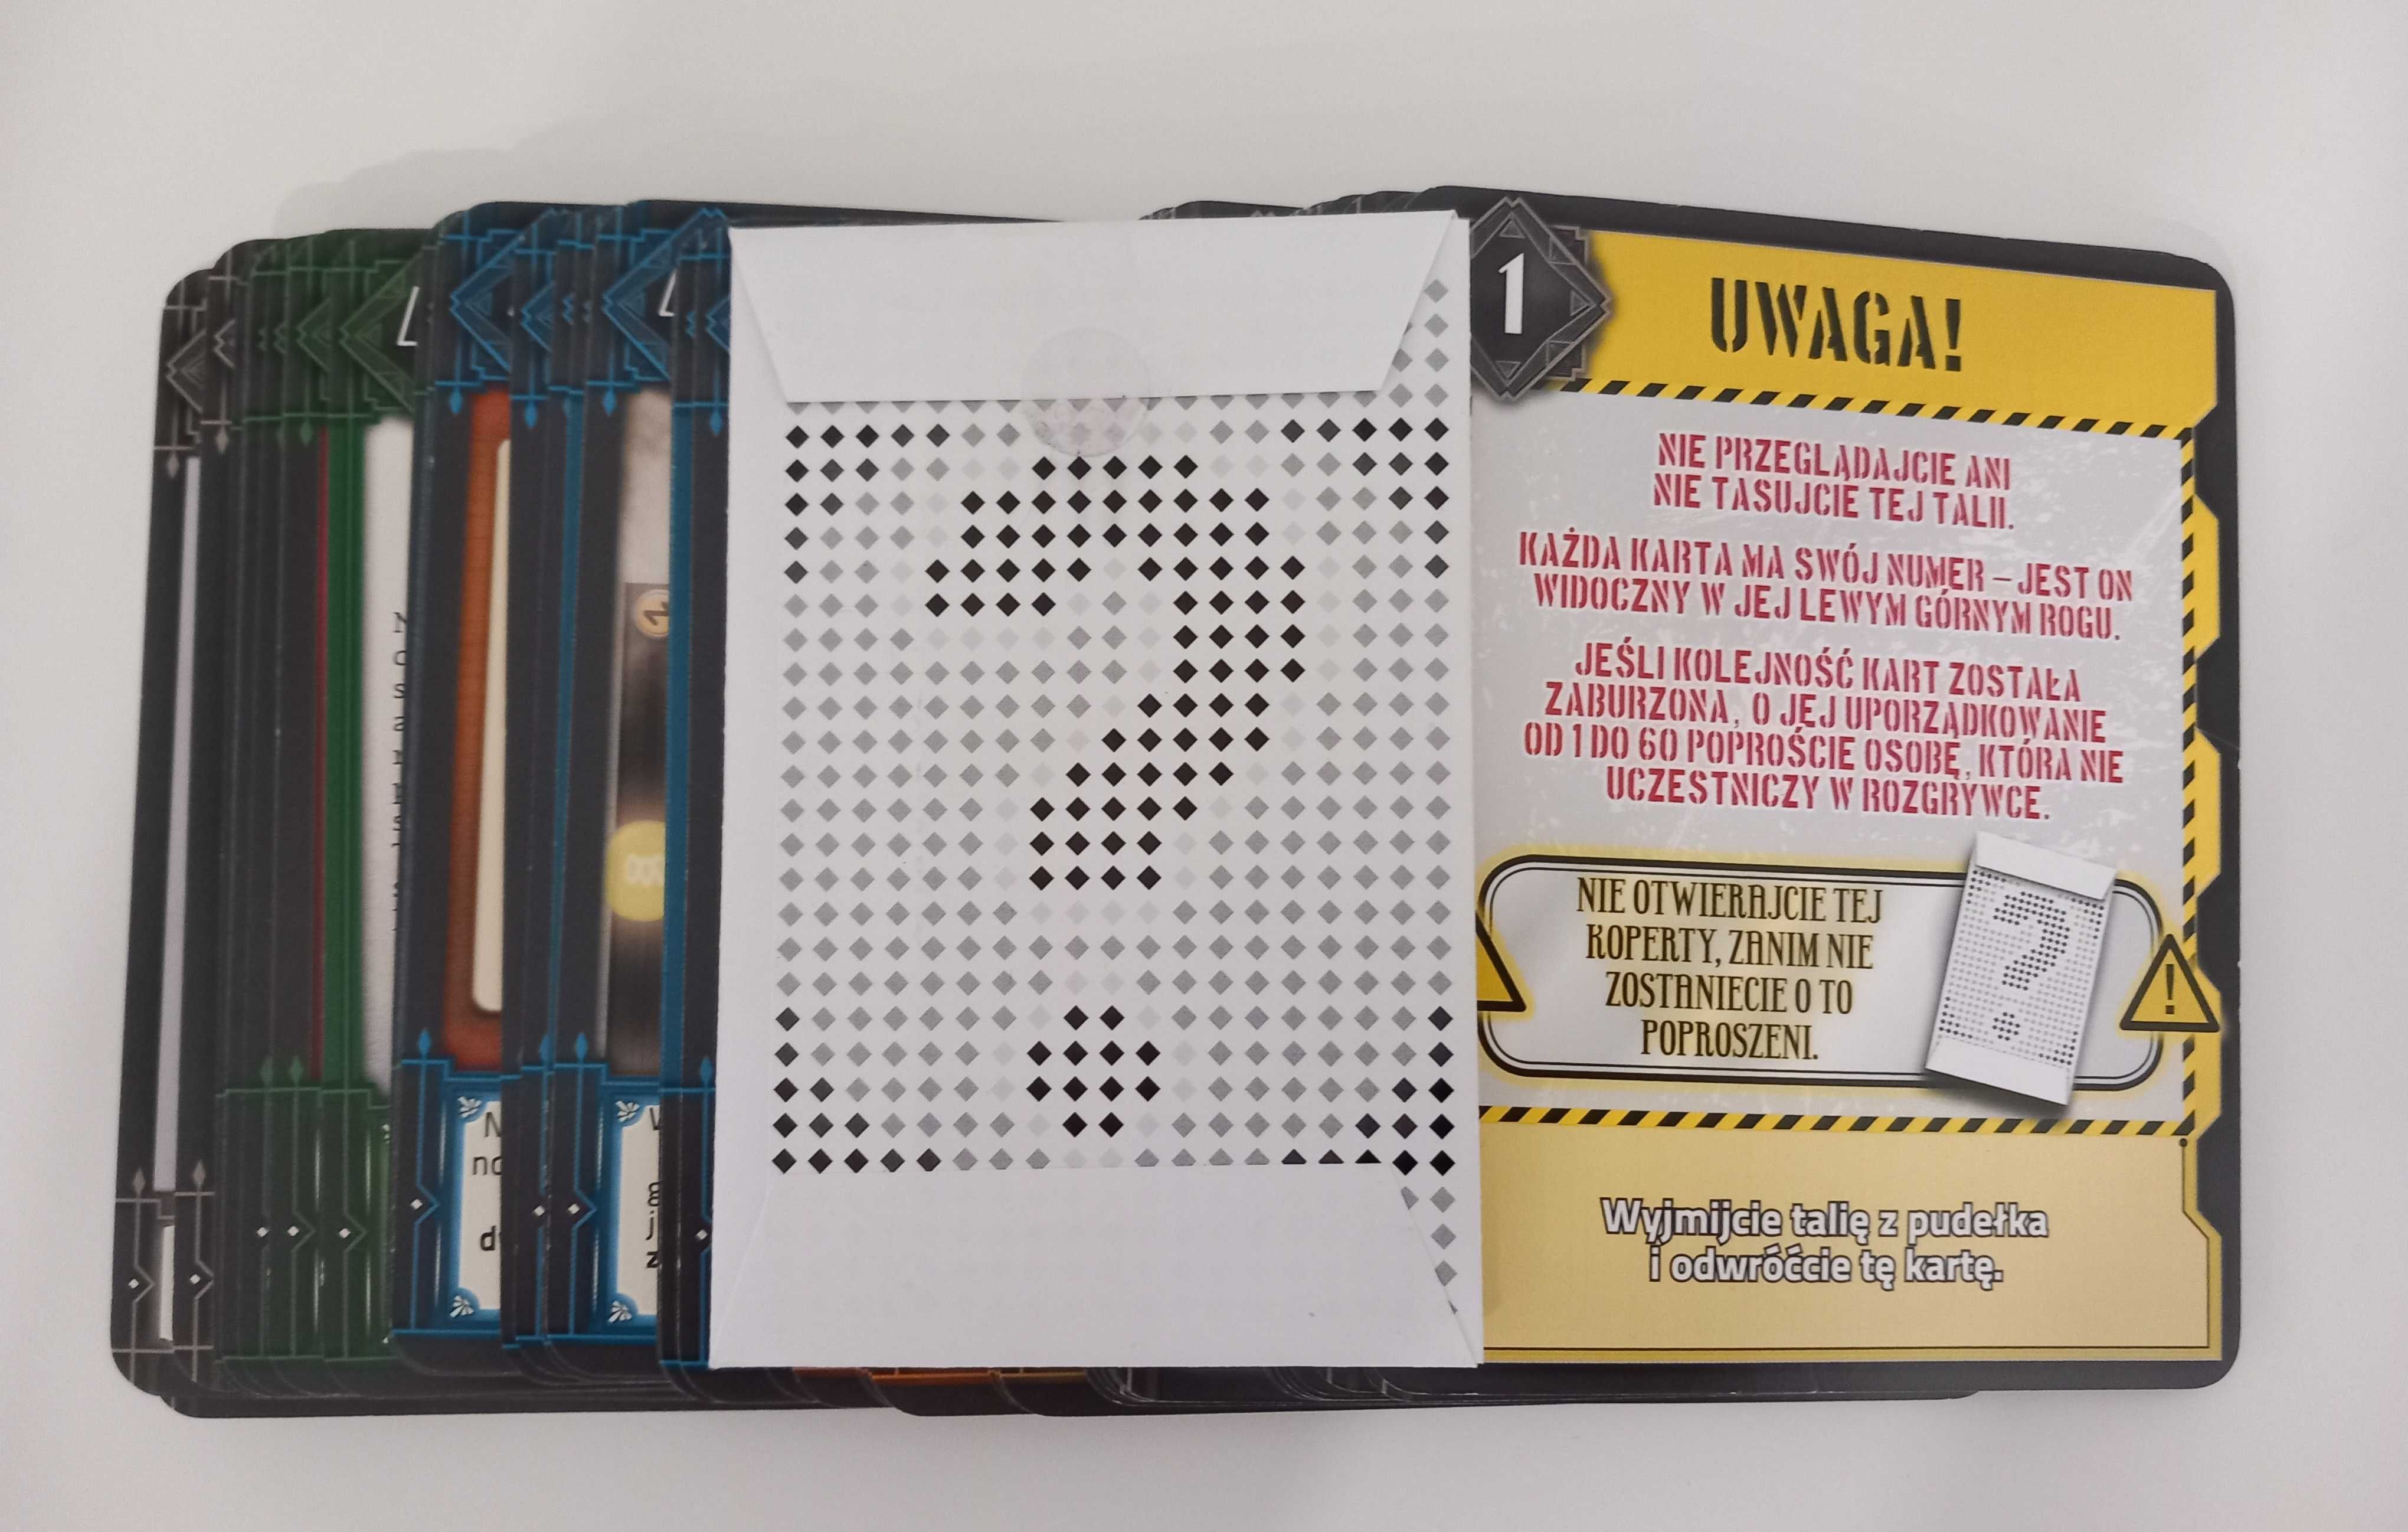 1
UWAGA!
NIE PRZEGLĄDAJCIE ANI
NIE TASUJCIE TEJ TALII.
KAŻDA KARTA MA SWÓJ NUMER – JEST ON
WIDOCZNY W JEJ LEWYM GÓRNYM ROGU.
JEŚLI KOLEJNOŚĆ KART ZOSTAŁA
ZABURZONA, O JEJ UPORZĄDKOWANIE
OD 1 DO 60 POPROŚCIE OSOBĘ, KTÓRA NIE
UCZESTNICZY W ROZGRYWCE.
NIE OTWIERAJCIE TEJ
KOPERTY, ZANIM NIE
ZOSTANIECIE O TO
POPROSZENI.
Wyjmijcie talię z pudełka
i odwróćcie tę kartę.
?